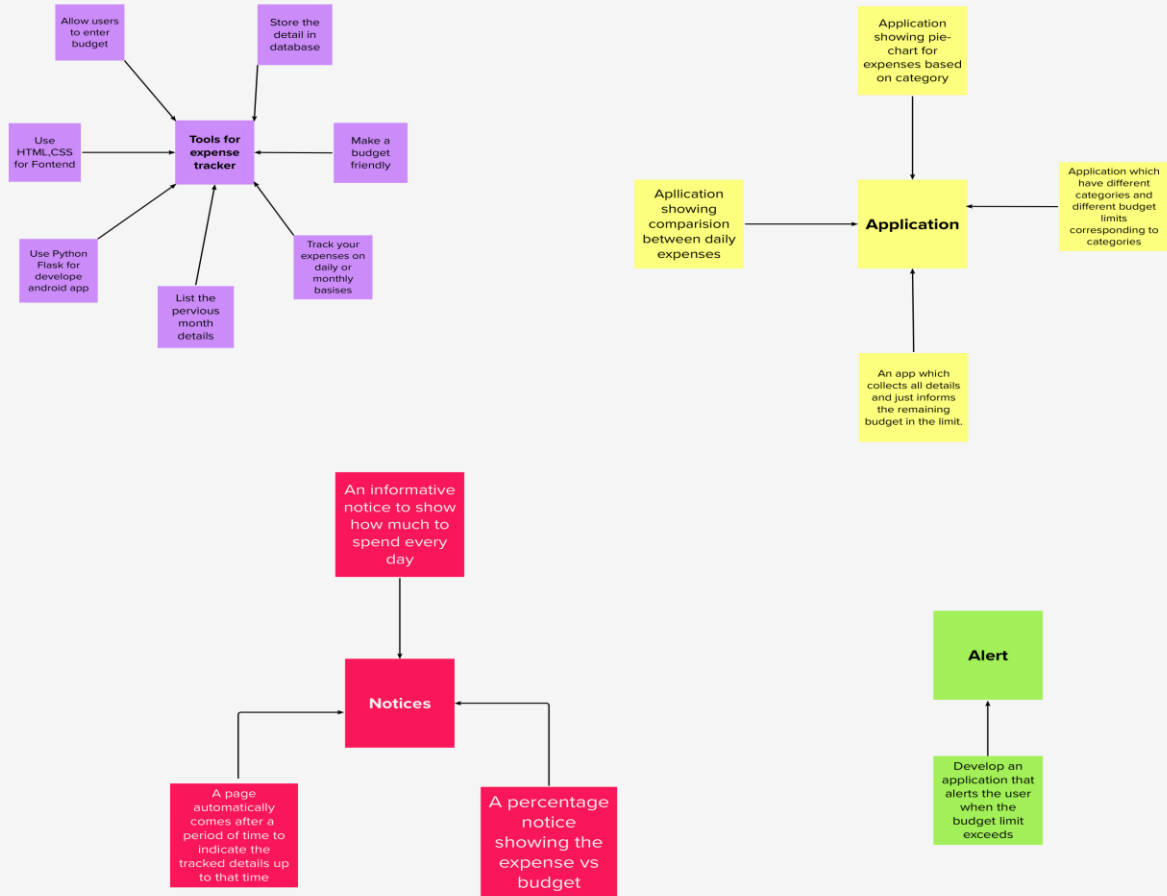 Allow users
to enter
budget
Store the
detail in
database
Use
HTML,CSS
for Fontend
Tools for
expense
tracker
Make a
budget
friendly
Use Python
Flask for
develope
android app
List the
pervious
month
details
Track your
expenses on
daily or
monthly
basises
Application
showing pie-
chart for
expenses based
on category
Apllication
showing
comparision
between daily
expenses
Application
Application which
have different
categories and
different budget
limits
corresponding to
categories
An app which
collects all details
and just informs
the remaining
budget in the limit.
An informative
notice to show
how much to
spend every
day
Notices
A page
automatically
comes after a
period of time to
indicate the
tracked details up
to that time
A percentage
notice
showing the
expense vs
budget
Alert
Develop an
application that
alerts the user
when the
budget limit
exceeds